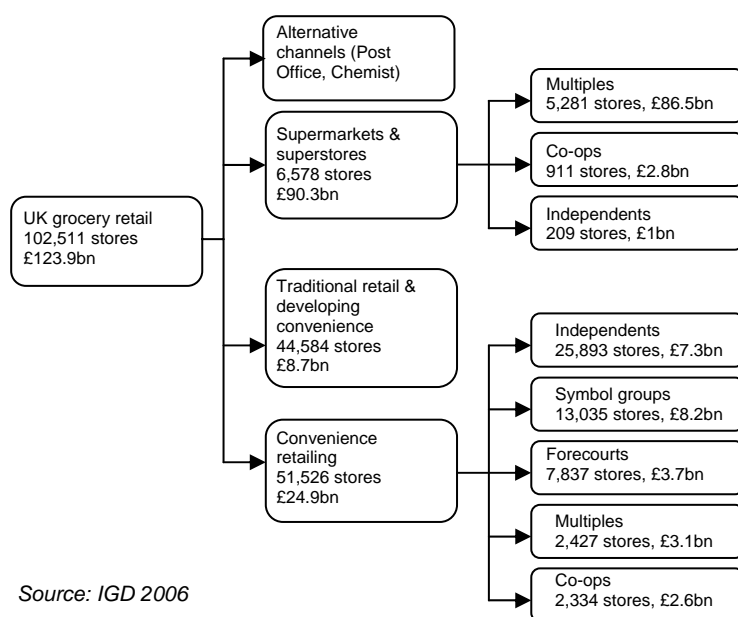 Alternative
channels (Post
Office, Chemist)
Supermarkets &
superstores
6,578 stores
£90.3bn
Multiples
5,281 stores, £86.5bn
Co-ops
911 stores, £2.8bn
Independents
209 stores, £1bn
UK grocery retail
102,511 stores
£123.9bn
Traditional retail &
developing
convenience
44,584 stores
£8.7bn
Convenience
retailing
51,526 stores
£24.9bn
Independents
25,893 stores, £7.3bn
Symbol groups
13,035 stores, £8.2bn
Forecourts
7,837 stores, £3.7bn
Multiples
2,427 stores, £3.1bn
Co-ops
2,334 stores, £2.6bn
Source: IGD 2006